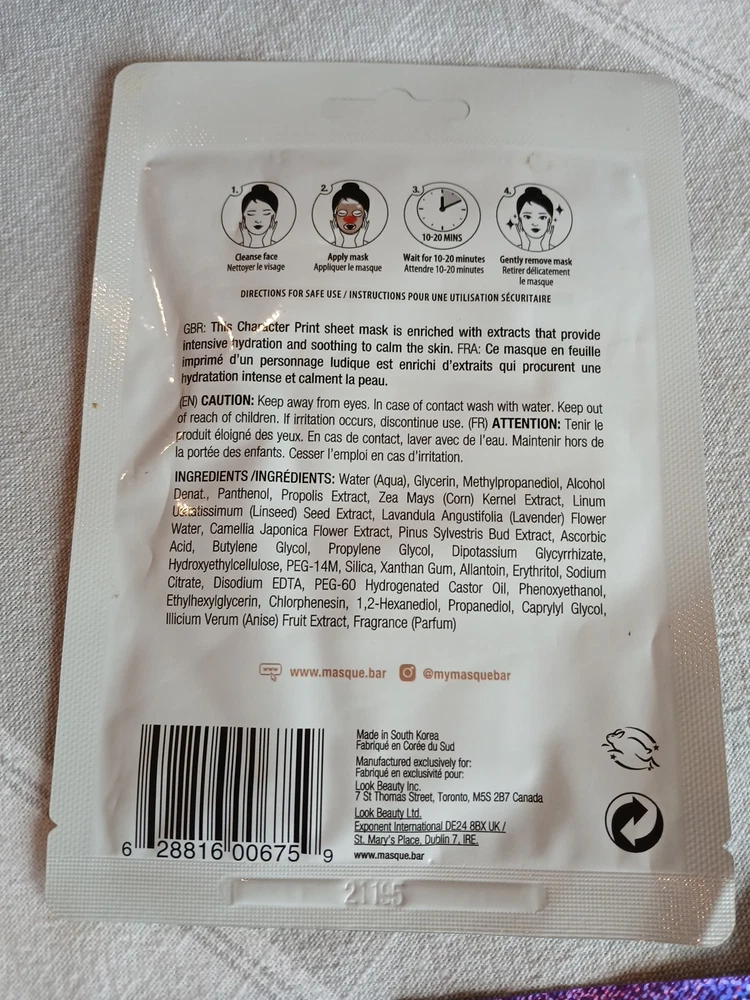 1.
2.
3.
4.
10-20 MINS
Cleanse face
Nettoyer le visage
Apply mask
Appliquer le masque
Wait for 10-20 minutes
Attendre 10-20 minutes
Gently remove mask
Retirer délicatement
le masque
DIRECTIONS FOR SAFE USE / INSTRUCTIONS POUR UNE UTILISATION SÉCURITAIRE
GBR: This Character Print sheet mask is enriched with extracts that provide
intensive hydration and soothing to calm the skin. FRA: Ce masque en feuille
imprimé d'un personnage ludique est enrichi d'extraits qui procurent une
hydratation intense et calment la peau.
(EN) CAUTION: Keep away from eyes. In case of contact wash with water. Keep out
of reach of children. If irritation occurs, discontinue use. (FR) ATTENTION: Tenir le
produit éloigné des yeux. En cas de contact, laver avec de l'eau. Maintenir hors de
la portée des enfants. Cesser l'emploi en cas d'irritation.
INGREDIENTS /INGRÉDIENTS: Water (Aqua), Glycerin, Methylpropanediol, Alcohol
Denat., Panthenol, Propolis Extract, Zea Mays (Corn) Kernel Extract, Linum
Usitatissimum (Linseed) Seed Extract, Lavandula Angustifolia (Lavender) Flower
Water, Camellia Japonica Flower Extract, Pinus Sylvestris Bud Extract, Ascorbic
Acid, Butylene Glycol, Propylene Glycol, Dipotassium Glycyrrhizate,
Hydroxyethylcellulose, PEG-14M, Silica, Xanthan Gum, Allantoin, Erythritol, Sodium
Citrate, Disodium EDTA, PEG-60 Hydrogenated Castor Oil, Phenoxyethanol,
Ethylhexylglycerin, Chlorphenesin, 1,2-Hexanediol, Propanediol, Caprylyl Glycol,
Illicium Verum (Anise) Fruit Extract, Fragrance (Parfum)
www www.masque.bar @mymasquebar
Made in South Korea
Fabriqué en Corée du Sud
Manufactured exclusively for:
Fabriqué en exclusivité pour:
Look Beauty Inc.
7 St Thomas Street, Toronto, M5S 2B7 Canada
Look Beauty Ltd.
Exponent International DE24 8BX UK /
St. Mary's Place, Dublin 7, IRE.
www.masque.bar
6 28816 00675 9
21195